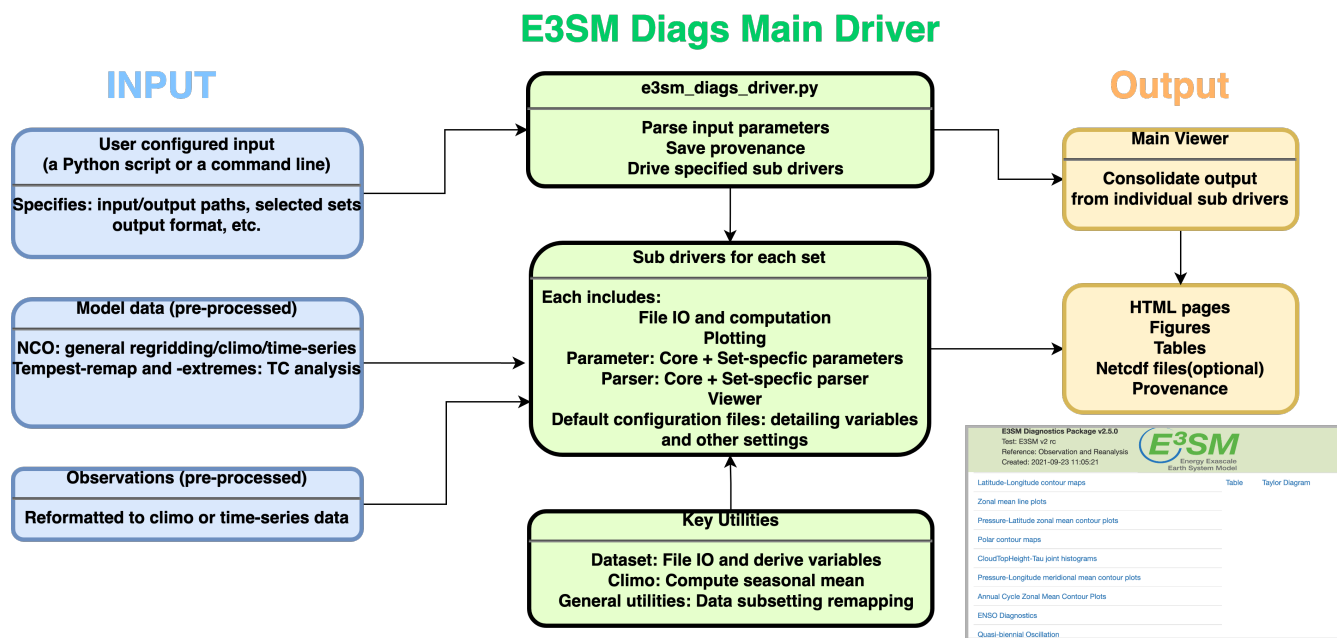 E3SM Diags Main Driver
INPUT
User configured input
(a Python script or a command line)
Specifies: input/output paths, selected sets
output format, etc.
Model data (pre-processed)
NCO: general regridding/climo/time-series
Tempest-remap and -extremes: TC analysis
Observations (pre-processed)
Reformatted to climo or time-series data
e3sm_diags_driver.py
Parse input parameters
Save provenance
Drive specified sub drivers
Sub drivers for each set
Each includes:
File IO and computation
Plotting
Parameter: Core + Set-specfic parameters
Parser: Core + Set-specfic parser
Viewer
Default configuration files: detailing variables
and other settings
Key Utilities
Dataset: File IO and derive variables
Climo: Compute seasonal mean
General utilities: Data subsetting remapping
Output
Main Viewer
Consolidate output
from individual sub drivers
HTML pages
Figures
Tables
Netcdf files(optional)
Provenance
E3SM Diagnostics Package v2.5.0
Test: E3SM v2 rc
Reference: Observation and Reanalysis
Created: 2021-09-23 11:05:21
E³SM
Energy Exascale
Earth System Model
Latitude-Longitude contour maps Table Taylor Diagram
Zonal mean line plots
Pressure-Latitude zonal mean contour plots
Polar contour maps
CloudTopHeight-Tau joint histograms
Pressure-Longitude meridional mean contour plots
Annual Cycle Zonal Mean Contour Plots
ENSO Diagnostics
Quasi-biennial Oscillation